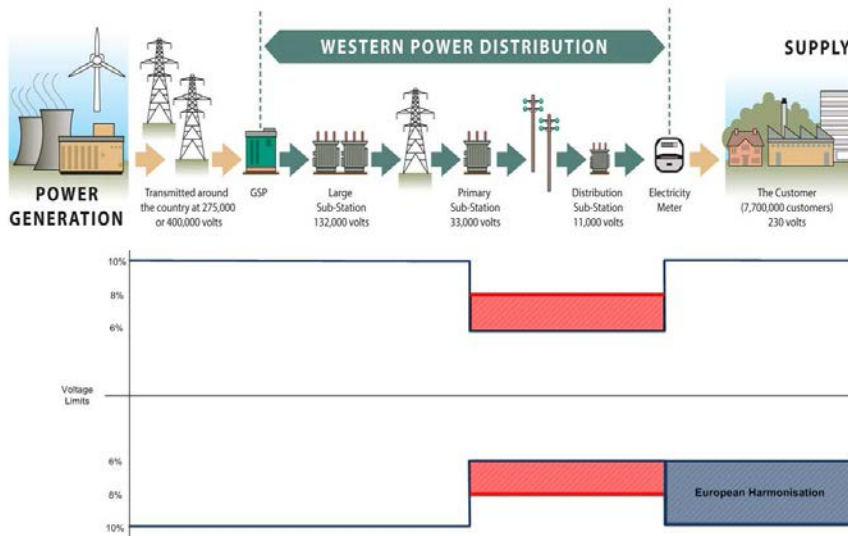 WESTERN POWER DISTRIBUTION
SUPPLY
POWER
GENERATION
Transmitted around
the country at 275,000
or 400,000 volts
GSP
Large
Sub-Station
132,000 volts
Primary
Sub-Station
33,000 volts
Distribution
Sub-Station
11,000 volts
Electricity
Meter
The Customer
(7,700,000 customers)
230 volts
10%
8%
6%
Voltage
Limits
6%
8%
10%
European Harmonisation